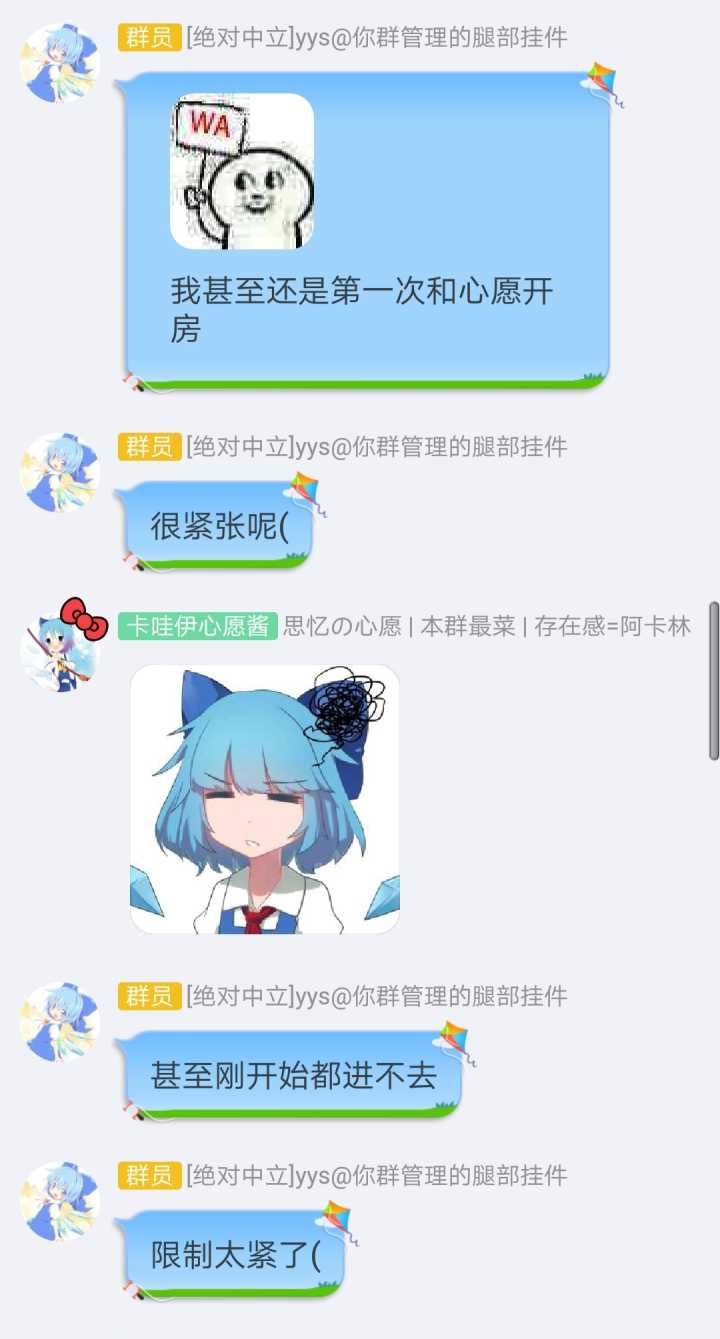 群员 [绝对中立]yys@你群管理的腿部挂件
WA
我甚至还是第一次和心愿开
房
群员 [绝对中立]yys@你群管理的腿部挂件
很紧张呢(
卡哇伊心愿酱 思忆の心愿 | 本群最菜 | 存在感=阿卡林
群员 [绝对中立]yys@你群管理的腿部挂件
甚至刚开始都进不去
群员 [绝对中立]yys@你群管理的腿部挂件
限制太紧了(